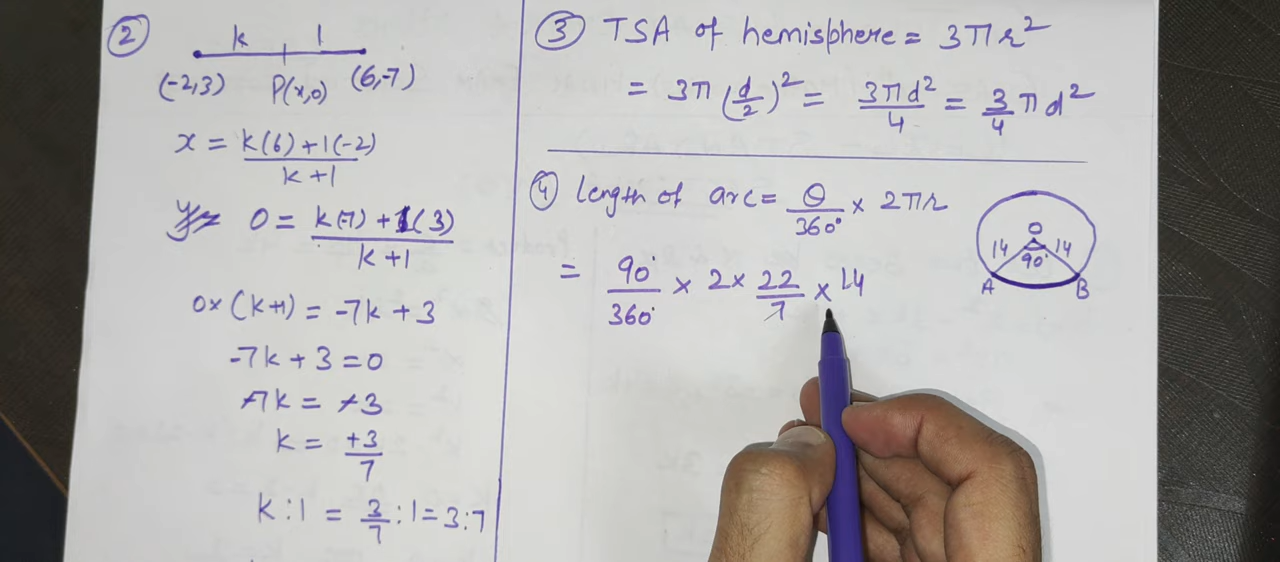 ② k 1
(-2,3) P(x,0) (6,-7)
x = k(6)+1(-2) / k+1
0 = k(-7)+1(3) / k+1
0×(k+1) = -7k+3
-7k+3=0
-7k = -3
k = +3/7
k:1 = 3/7:1=3:7
③ TSA of hemisphere = 3πr²
= 3π(d/2)² = 3πd²/4 = 3/4 πd²
④ length of arc = θ/360° × 2πr
= 90°/360° × 2× 22/7 × 14
O
14 90° 14
A B